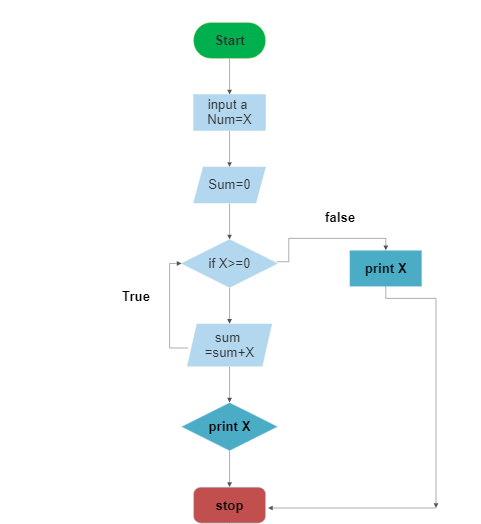 Start
input a
Num=X
Sum=0
if X>=0
false
print X
True
sum
=sum+X
print X
stop